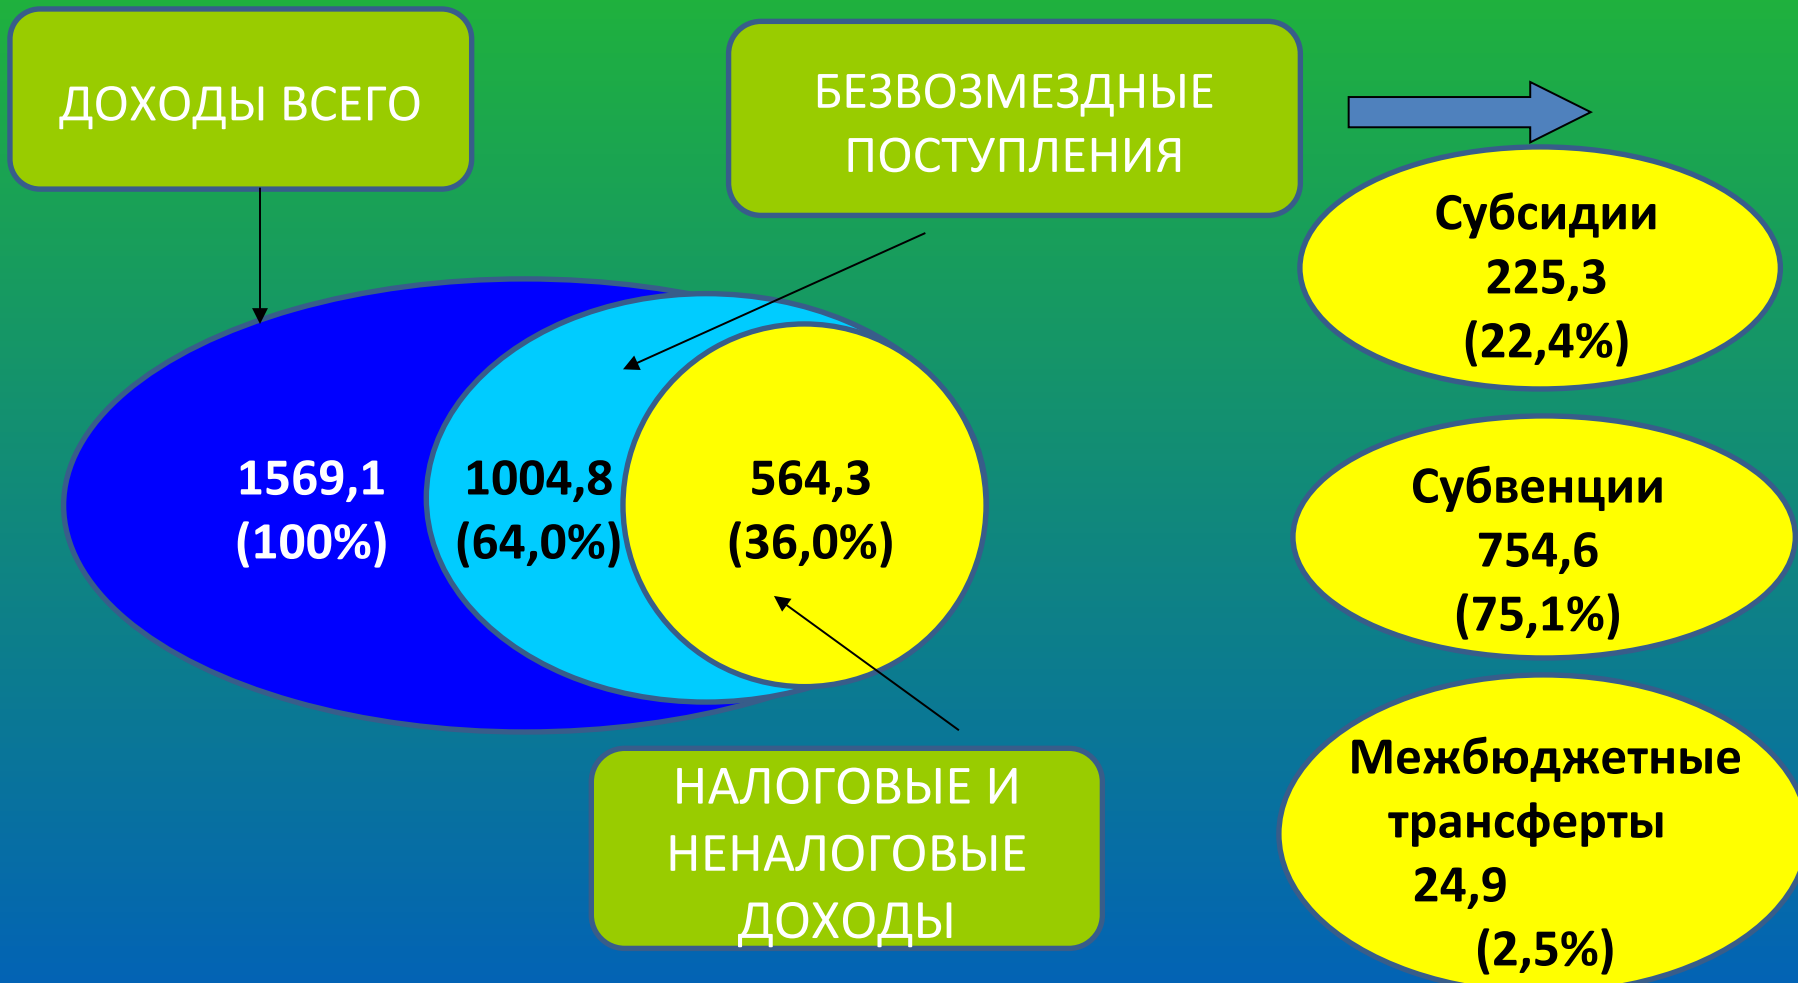 ДОХОДЫ ВСЕГО
БЕЗВОЗМЕЗДНЫЕ
ПОСТУПЛЕНИЯ
Субсидии
225,3
(22,4%)
1569,1
(100%)
1004,8
(64,0%)
564,3
(36,0%)
Субвенции
754,6
(75,1%)
НАЛОГОВЫЕ И
НЕНАЛОГОВЫЕ
ДОХОДЫ
Межбюджетные
трансферты
24,9
(2,5%)